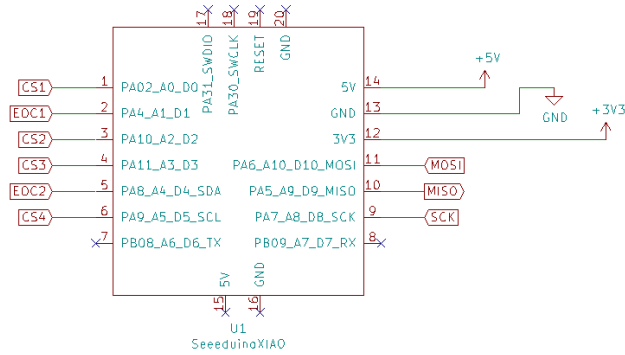 17 18 19 20
PA31_SWDIO PA30_SWCLK RESET GND
+5V
CS1 1 PA02_A0_D0 5V 14
EOC1 2 PA4_A1_D1 GND 13
GND
+3V3
CS2 3 PA10_A2_D2 3V3 12
CS3 4 PA11_A3_D3 PA6_A10_D10_MOSI 11 MOSI
EOC2 5 PA8_A4_D4_SDA PA5_A9_D9_MISO 10 MISO
CS4 6 PA9_A5_D5_SCL PA7_A8_D8_SCK 9 SCK
7 PB08_A6_D6_TX PB09_A7_D7_RX 8
5V GND
15 16
U1
SeeeduinoXIAO